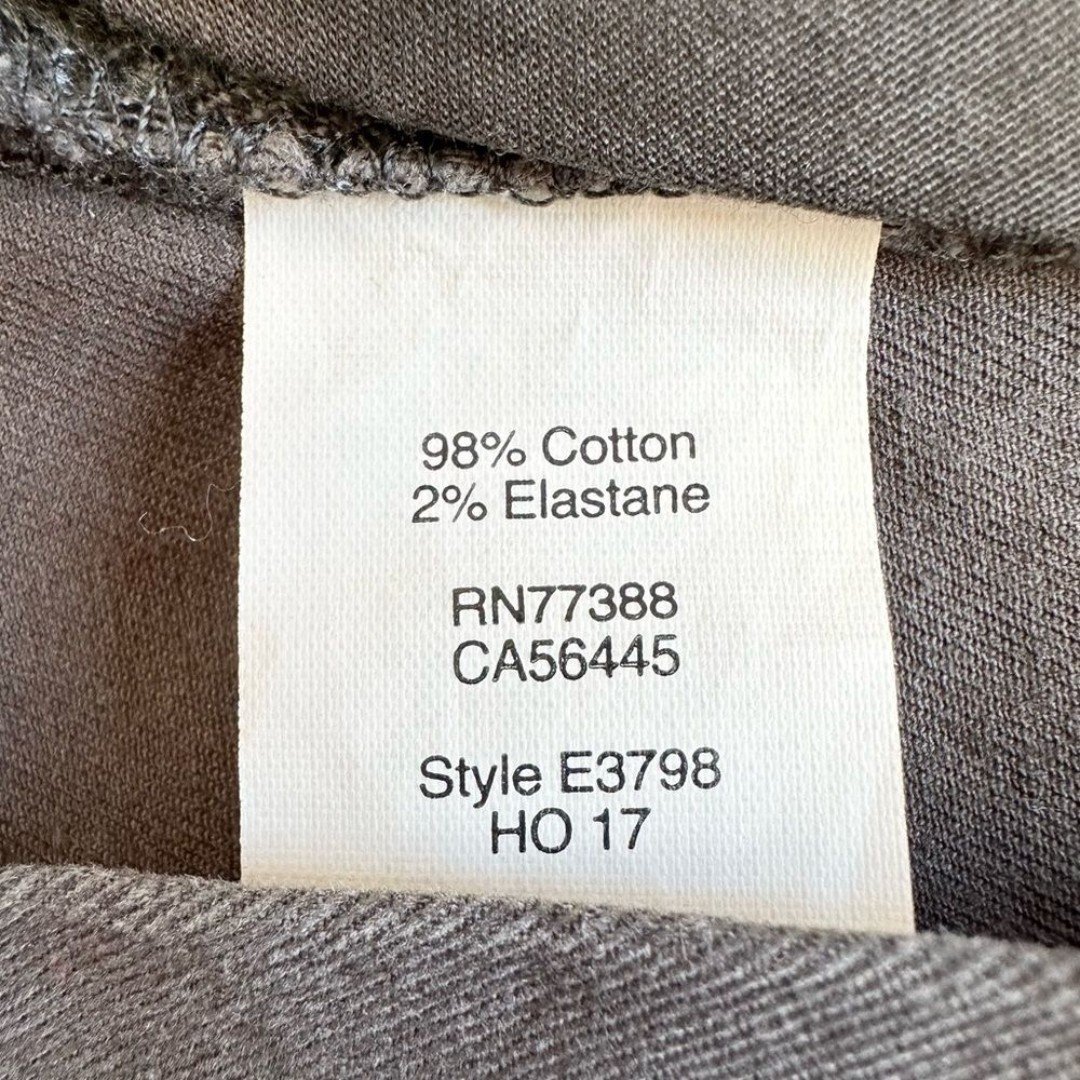 98% Cotton
2% Elastane
RN77388
CA56445
Style E3798
HO 17